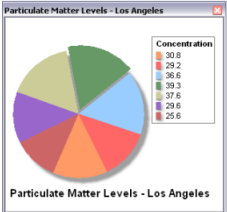 Particulate Matter Levels - Los Angeles
Concentration
30.8
29.2
36.6
39.3
37.6
29.6
25.6
Particulate Matter Levels - Los Angeles